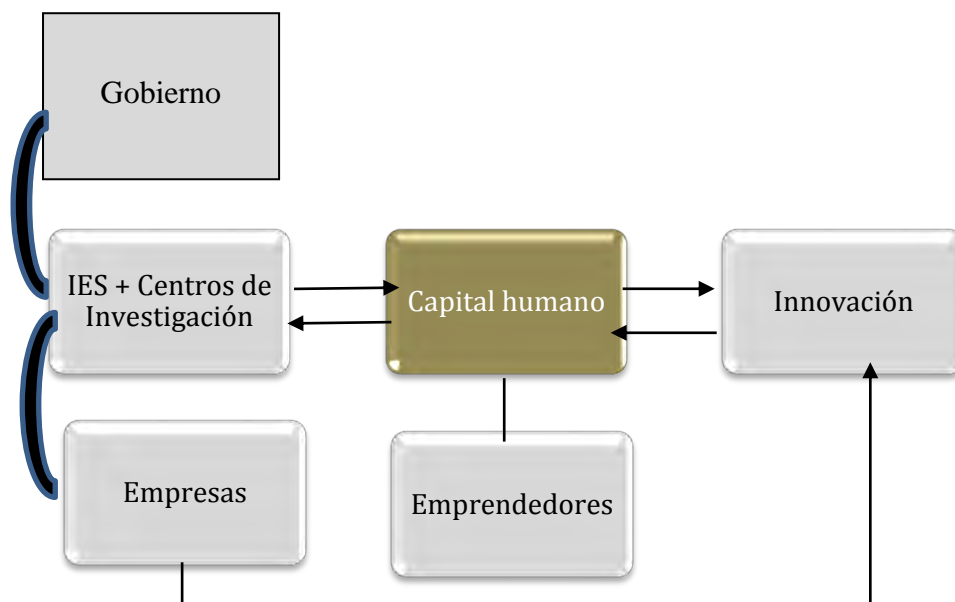 Gobierno
IES + Centros de
Investigación
Capital humano
Innovación
Empresas
Emprendedores